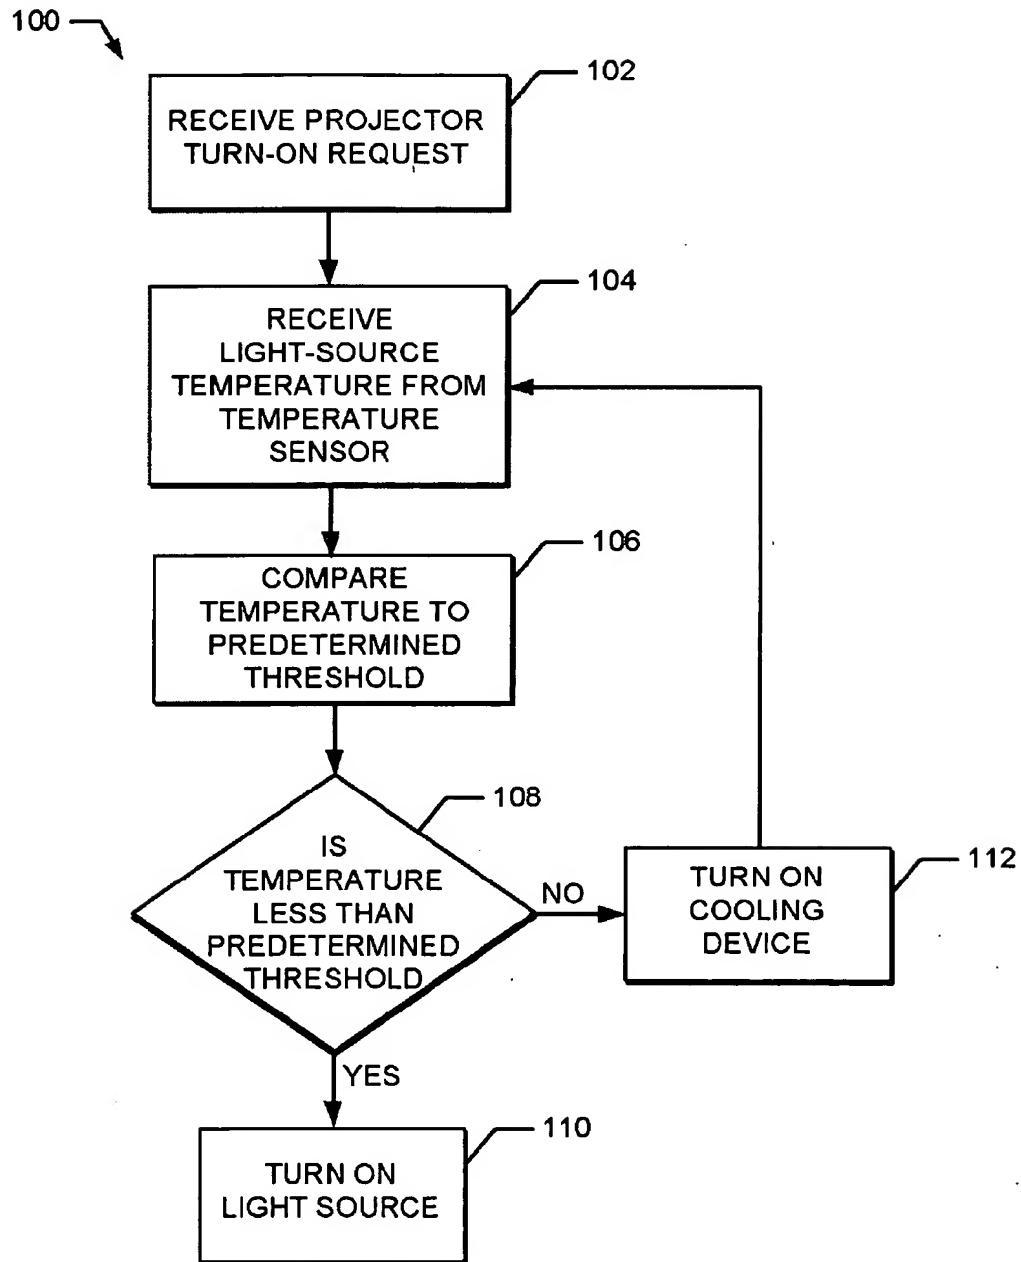 100
102
RECEIVE PROJECTOR
TURN-ON REQUEST
104
RECEIVE
LIGHT-SOURCE
TEMPERATURE FROM
TEMPERATURE
SENSOR
106
COMPARE
TEMPERATURE TO
PREDETERMINED
THRESHOLD
108
IS
TEMPERATURE
LESS THAN
PREDETERMINED
THRESHOLD
NO
112
TURN ON
COOLING
DEVICE
YES
110
TURN ON
LIGHT SOURCE